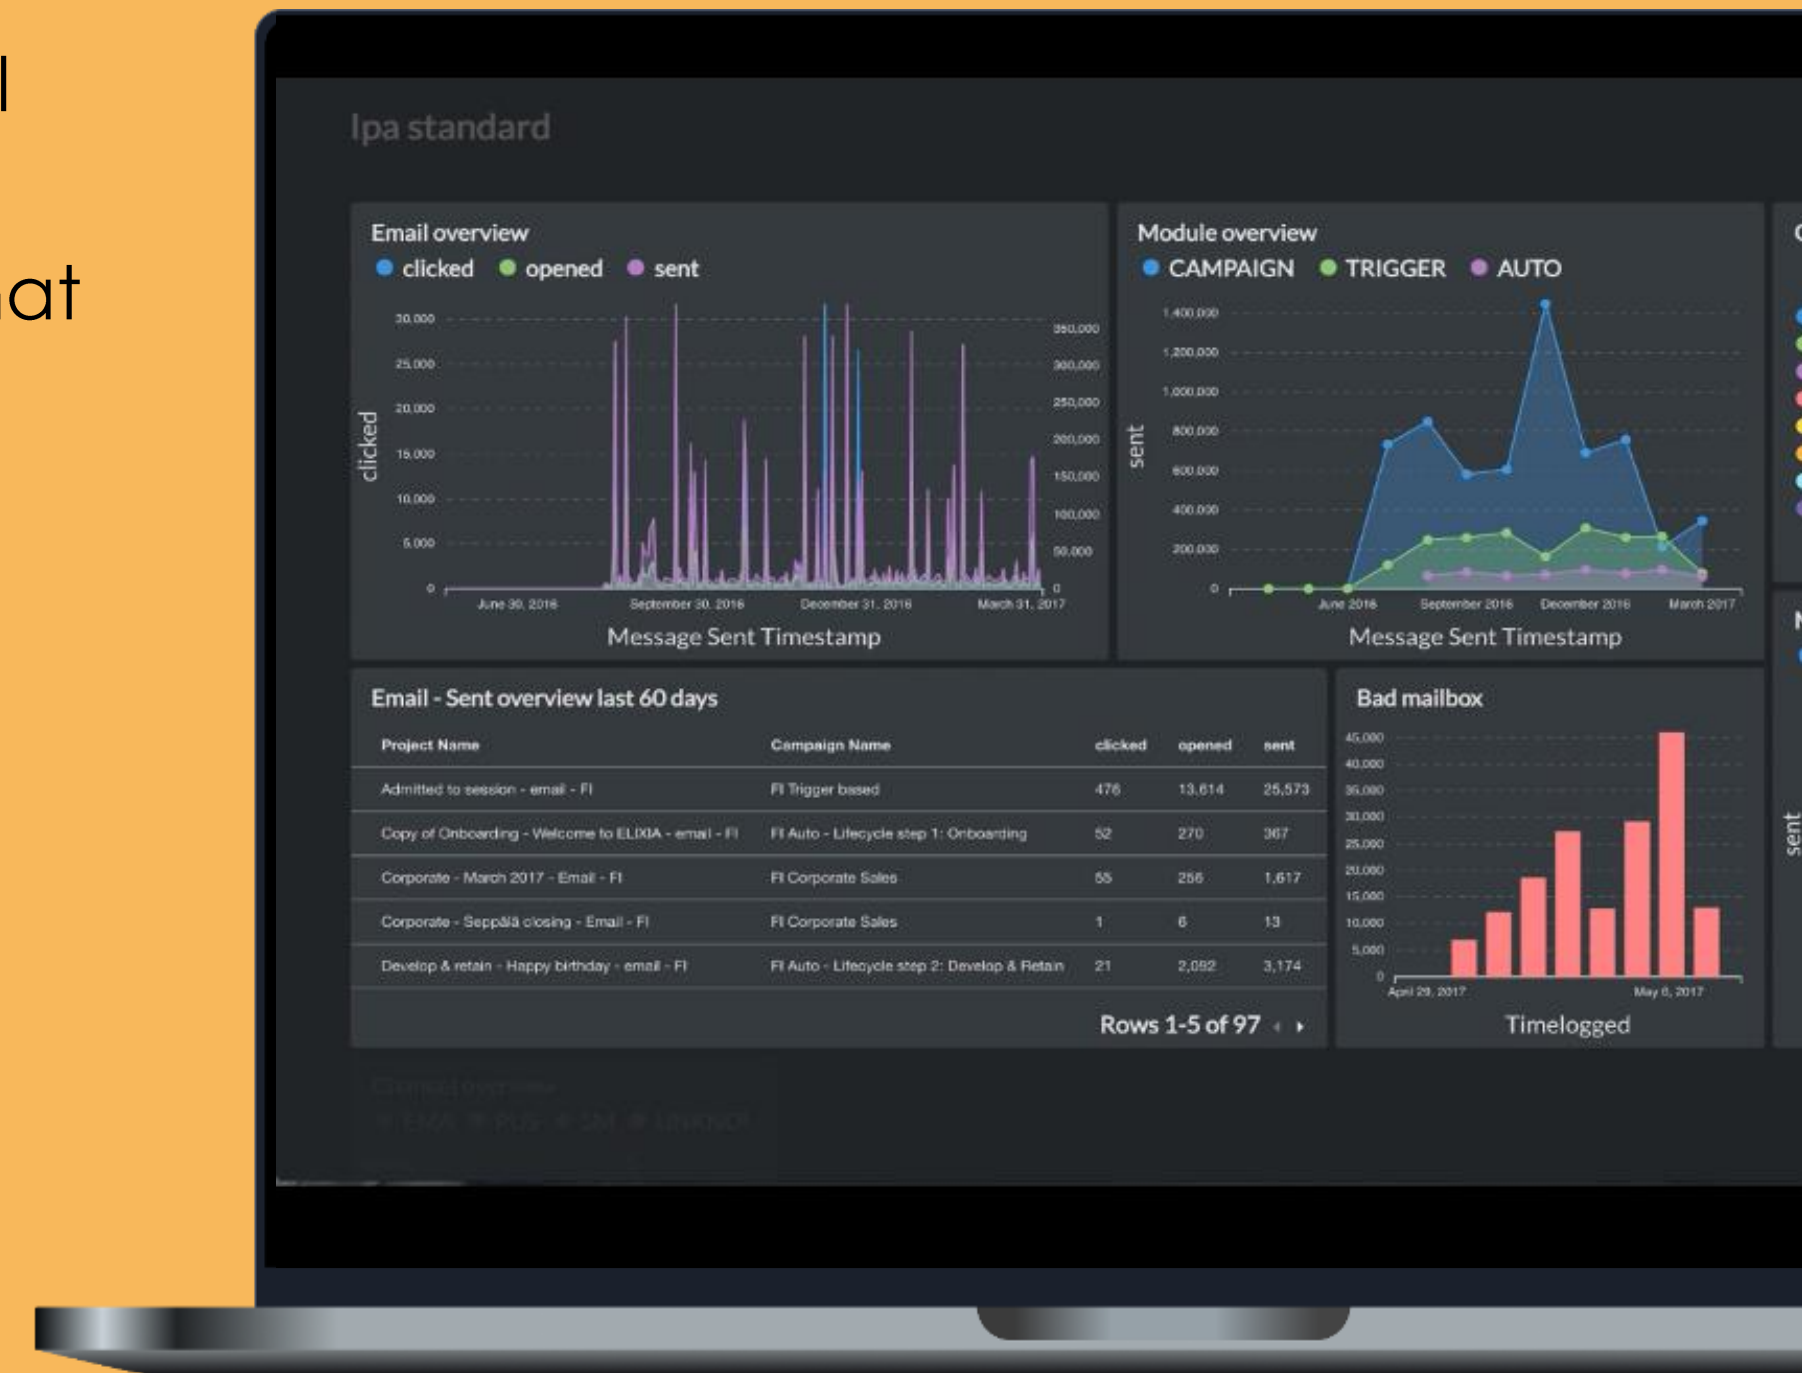 l
at
Ipa standard
Email overview
clicked opened sent
30,000
25,000
20,000
15,000
10,000
5,000
0
clicked
350,000
300,000
250,000
200,000
150,000
100,000
50,000
0
June 30, 2016 September 30, 2016 December 31, 2016 March 31, 2017
Message Sent Timestamp
Module overview
CAMPAIGN TRIGGER AUTO
1,400,000
1,200,000
1,000,000
800,000
600,000
400,000
200,000
0
sent
June 2016 September 2016 December 2016 March 2017
Message Sent Timestamp
Email - Sent overview last 60 days
Project Name Campaign Name clicked opened sent
Admitted to session - email - FI FI Trigger based 476 13,614 25,573
Copy of Onboarding - Welcome to ELIXIA - email - FI FI Auto - Lifecycle step 1: Onboarding 52 270 367
Corporate - March 2017 - Email - FI FI Corporate Sales 55 256 1,617
Corporate - Seppälä closing - Email - FI FI Corporate Sales 1 6 13
Develop & retain - Happy birthday - email - FI FI Auto - Lifecycle step 2: Develop & Retain 21 2,092 3,174
Rows 1-5 of 97
Bad mailbox
45,000
40,000
35,000
30,000
25,000
20,000
15,000
10,000
5,000
0
April 29, 2017 May 6, 2017
Timelogged
sent